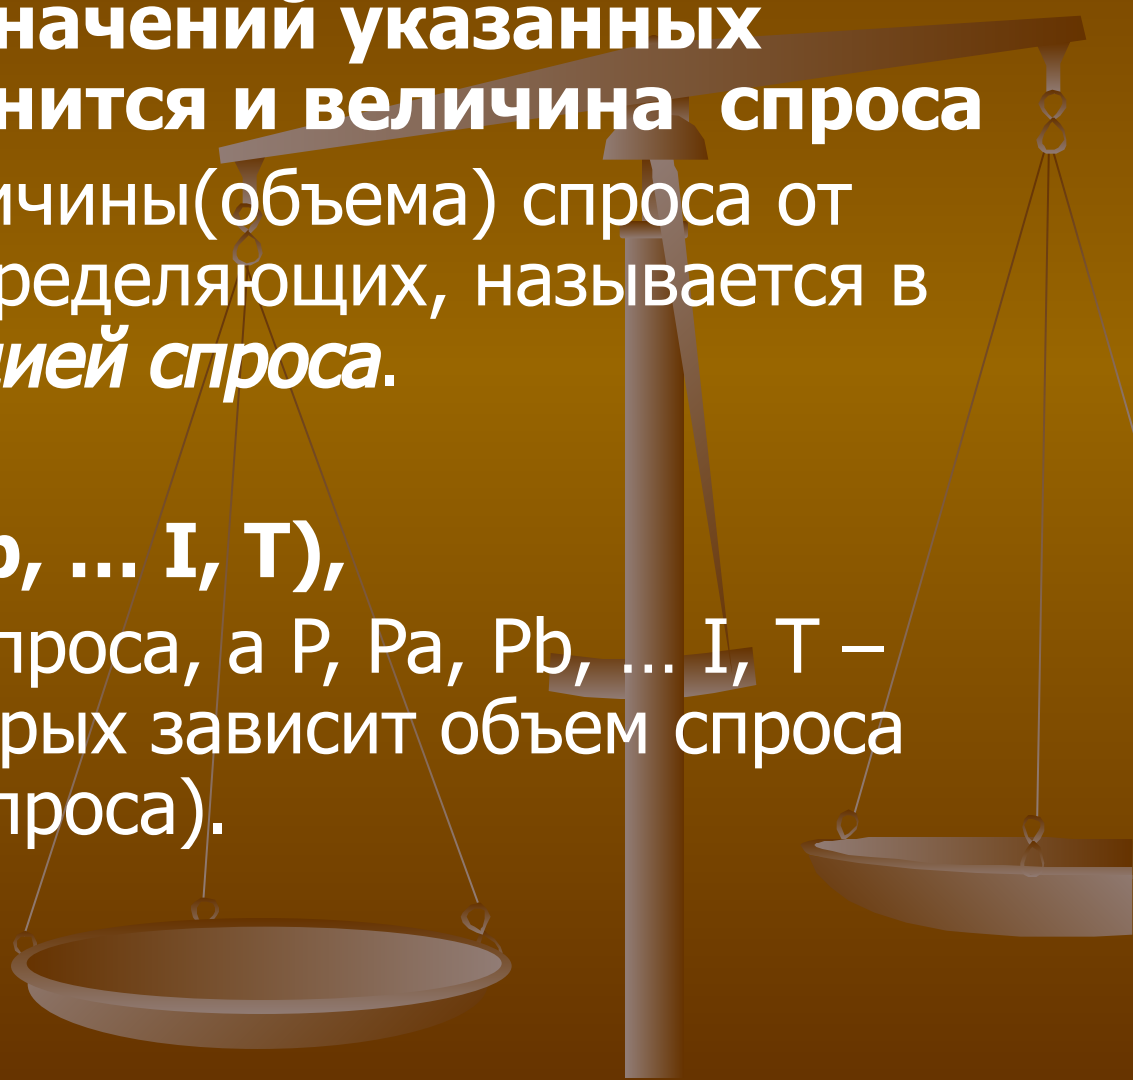 начений указанных
нится и величина спроса
ичины(объема) спроса от
ределяющих, называется в
цией спроса.
b, … I, T),
проса, а P, Pa, Pb, … I, T –
рых зависит объем спроса
проса).